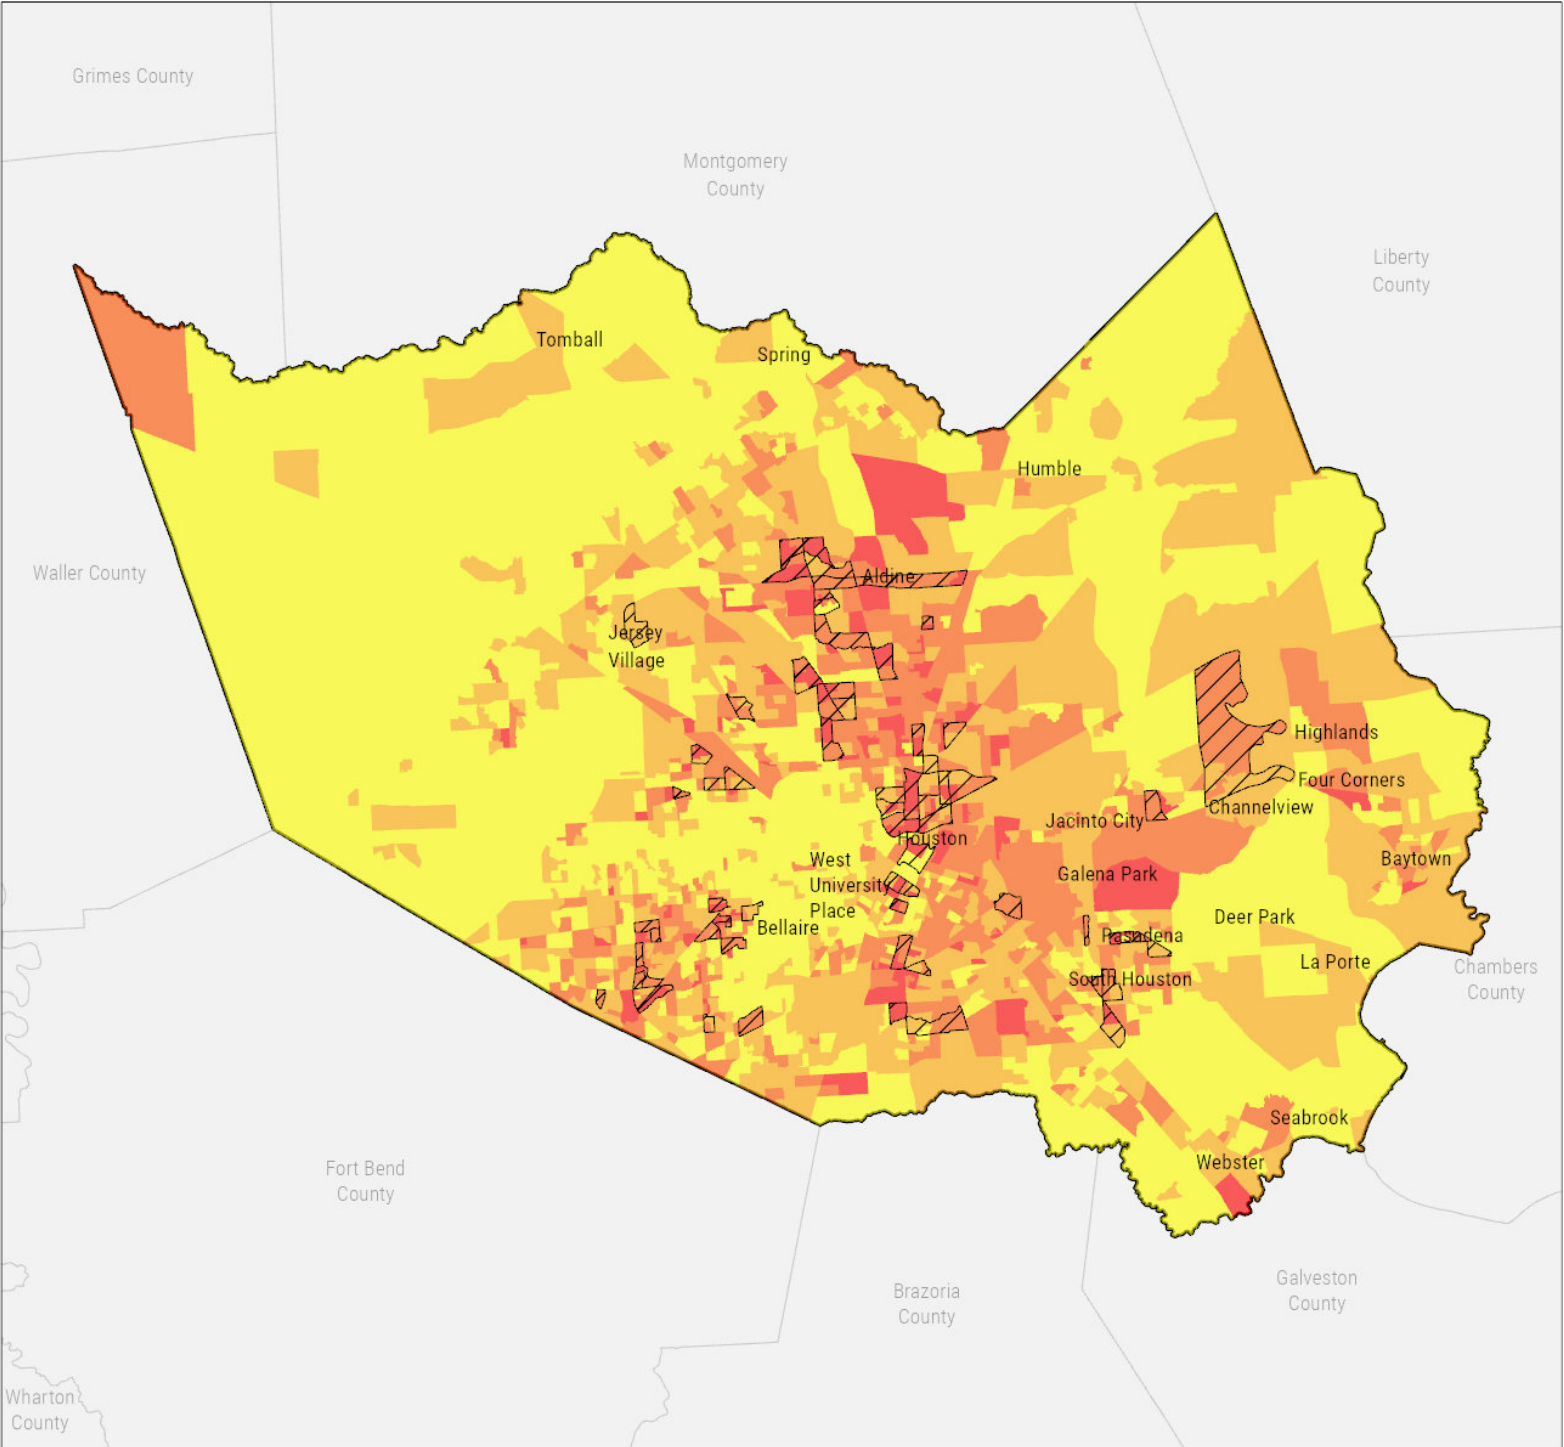 Grimes County
Montgomery
County
Liberty
County
Tomball
Spring
Humble
Waller County
Aldine
Jersey
Village
Highlands
Four Corners
Channelview
Jacinto City
Houston
West
University
Place
Baytown
Galena Park
Bellaire
Deer Park
Pasadena
La Porte
South Houston
Chambers
County
Seabrook
Webster
Fort Bend
County
Brazoria
County
Galveston
County
Wharton
County